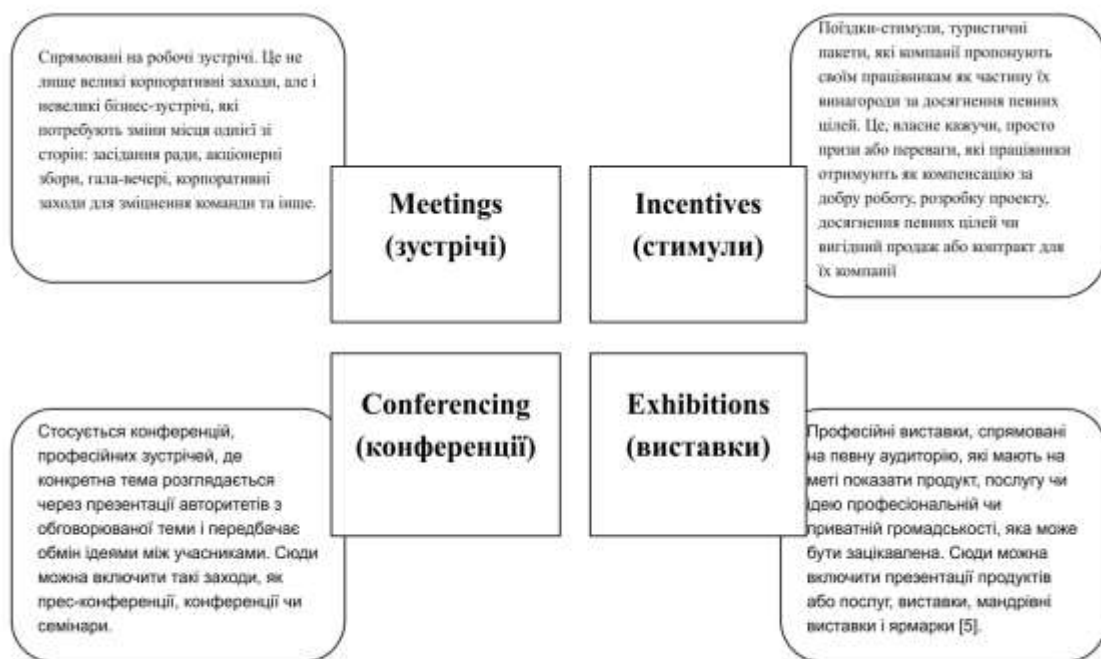 Спрямовані на робочі зустрічі. Це не
лише великі корпоративні заходи, але і
невеликі бізнес-зустрічі, які
потребують зміни місця однієї зі
сторін: засідання ради, акціонерні
збори, гала-вечері, корпоративні
заходи для зміцнення команди та інше.
Meetings
(зустрічі)
Incentives
(стимули)
Поїздки-стимули, туристичні
пакети, які компанії пропонують
своїм працівникам як частину їх
винагороди за досягнення певних
цілей. Це, власне кажучи, просто
призи або переваги, які працівники
отримують як компенсацію за
добру роботу, розробку проекту,
досягнення певних цілей чи
вигідний продаж або контракт для
їх компанії
Стосується конференцій,
професійних зустрічей, де
конкретна тема розглядається
через презентації авторитетів з
обговорюваної теми і передбачає
обмін ідеями між учасниками. Сюди
можна включити такі заходи, як
прес-конференції, конференції чи
семінари.
Conferencing
(конференції)
Exhibitions
(виставки)
Професійні виставки, спрямовані
на певну аудиторію, які мають на
меті показати продукт, послугу чи
ідею професіональній чи
приватній громадськості, яка може
бути зацікавлена. Сюди можна
включити презентації продуктів
або послуг, виставки, мандрівні
виставки і ярмарки [5].